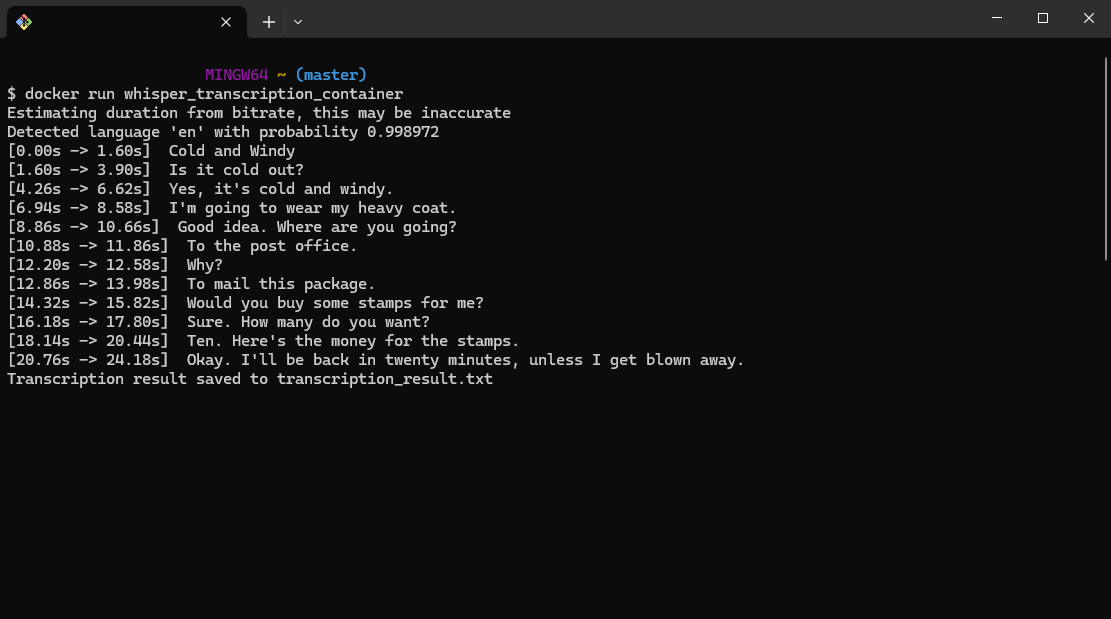 MINGW64 ~ (master)
$ docker run whisper_transcription_container
Estimating duration from bitrate, this may be inaccurate
Detected language 'en' with probability 0.998972
[0.00s -> 1.60s]  Cold and Windy
[1.60s -> 3.90s]  Is it cold out?
[4.26s -> 6.62s]  Yes, it's cold and windy.
[6.94s -> 8.58s]  I'm going to wear my heavy coat.
[8.86s -> 10.66s]  Good idea. Where are you going?
[10.88s -> 11.86s]  To the post office.
[12.20s -> 12.58s]  Why?
[12.86s -> 13.98s]  To mail this package.
[14.32s -> 15.82s]  Would you buy some stamps for me?
[16.18s -> 17.80s]  Sure. How many do you want?
[18.14s -> 20.44s]  Ten. Here's the money for the stamps.
[20.76s -> 24.18s]  Okay. I'll be back in twenty minutes, unless I get blown away.
Transcription result saved to transcription_result.txt